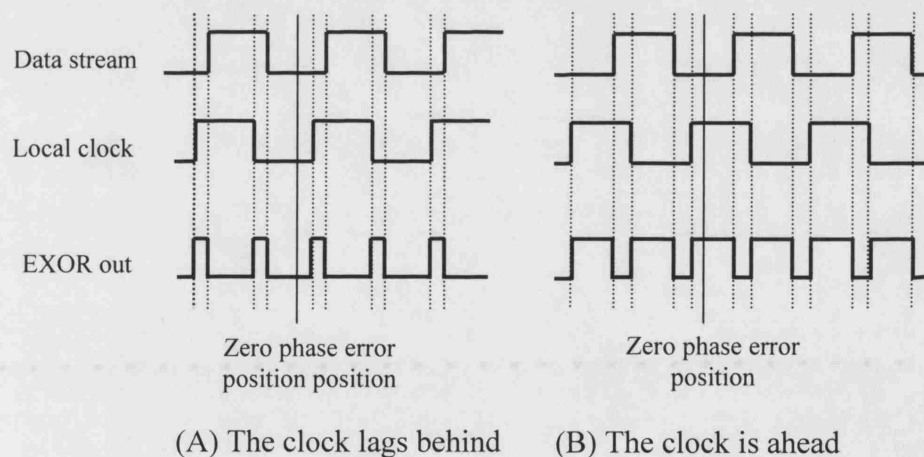 Data stream
Local clock
EXOR out
Zero phase error
position position
Zero phase error
position
(A) The clock lags behind
(B) The clock is ahead